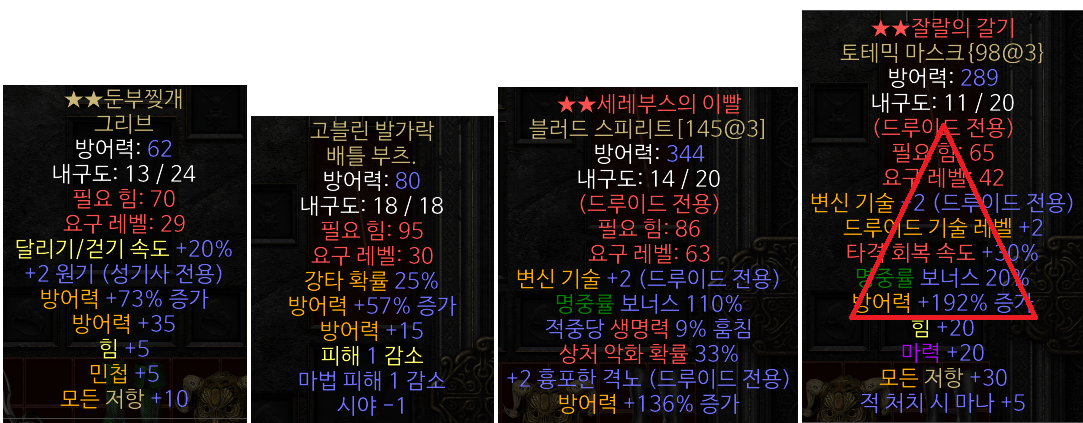 ★★둔부찢개
그리브
방어력: 62
내구도: 13 / 24
필요 힘: 70
요구 레벨: 29
달리기/걷기 속도 +20%
+2 원기 (성기사 전용)
방어력 +73% 증가
방어력 +35
힘 +5
민첩 +5
모든 저항 +10
고블린 발가락
배틀 부츠.
방어력: 80
내구도: 18 / 18
필요 힘: 95
요구 레벨: 30
강타 확률 25%
방어력 +57% 증가
방어력 +15
피해 1 감소
마법 피해 1 감소
시야 -1
★★세레부스의 이빨
블러드 스피리트[145@3]
방어력: 344
내구도: 14 / 20
(드루이드 전용)
필요 힘: 86
요구 레벨: 63
변신 기술 +2 (드루이드 전용)
명중률 보너스 110%
적중당 생명력 9% 훔침
상처 악화 확률 33%
+2 흉포한 격노 (드루이드 전용)
방어력 +136% 증가
★★잘랄의 갈기
토테믹 마스크{98@3}
방어력: 289
내구도: 11 / 20
(드루이드 전용)
필요 힘: 65
요구 레벨: 42
변신 기술 +2 (드루이드 전용)
드루이드 기술 레벨 +2
타격 회복 속도 +30%
명중률 보너스 20%
방어력 +192% 증가
힘 +20
마력 +20
모든 저항 +30
적 처치 시 마나 +5